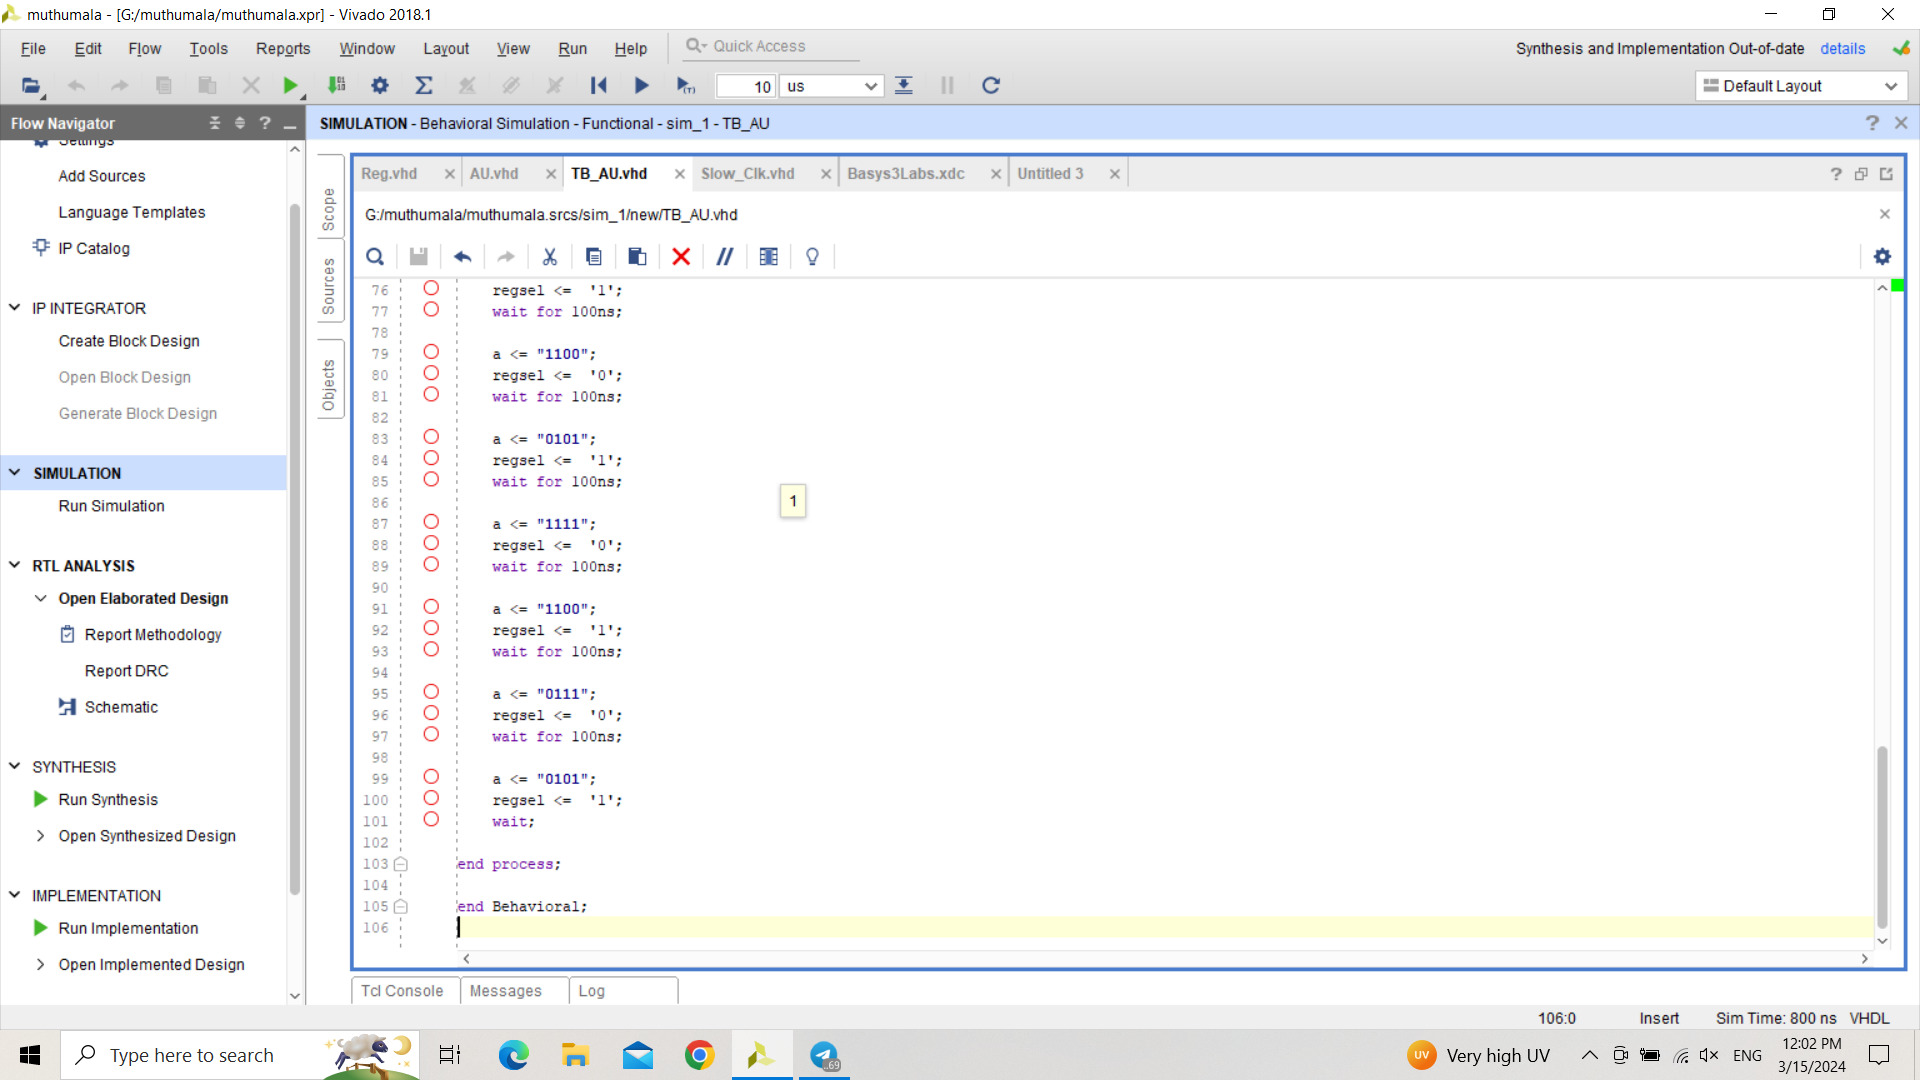 muthumala - [G:/muthumala/muthumala.xpr] - Vivado 2018.1
File Edit Flow Tools Reports Window Layout View Run Help Quick Access
Synthesis and Implementation Out-of-date details
10 us Default Layout
Flow Navigator
SIMULATION - Behavioral Simulation - Functional - sim_1 - TB_AU
Settings
Add Sources
Language Templates
IP Catalog
IP INTEGRATOR
Create Block Design
Open Block Design
Generate Block Design
SIMULATION
Run Simulation
RTL ANALYSIS
Open Elaborated Design
Report Methodology
Report DRC
Schematic
SYNTHESIS
Run Synthesis
Open Synthesized Design
IMPLEMENTATION
Run Implementation
Open Implemented Design
Scope
Sources
Objects
Reg.vhd AU.vhd TB_AU.vhd Slow_Clk.vhd Basys3Labs.xdc Untitled 3
G:/muthumala/muthumala.srcs/sim_1/new/TB_AU.vhd
76 regsel <= '1';
77 wait for 100ns;
78
79 a <= "1100";
80 regsel <= '0';
81 wait for 100ns;
82
83 a <= "0101";
84 regsel <= '1';
85 wait for 100ns;
86
87 a <= "1111";
88 regsel <= '0';
89 wait for 100ns;
90
91 a <= "1100";
92 regsel <= '1';
93 wait for 100ns;
94
95 a <= "0111";
96 regsel <= '0';
97 wait for 100ns;
98
99 a <= "0101";
100 regsel <= '1';
101 wait;
102
103 end process;
104
105 end Behavioral;
106
1
Tcl Console Messages Log
106:0 Insert Sim Time: 800 ns VHDL
Type here to search
69
UV Very high UV ENG
12:02 PM
3/15/2024